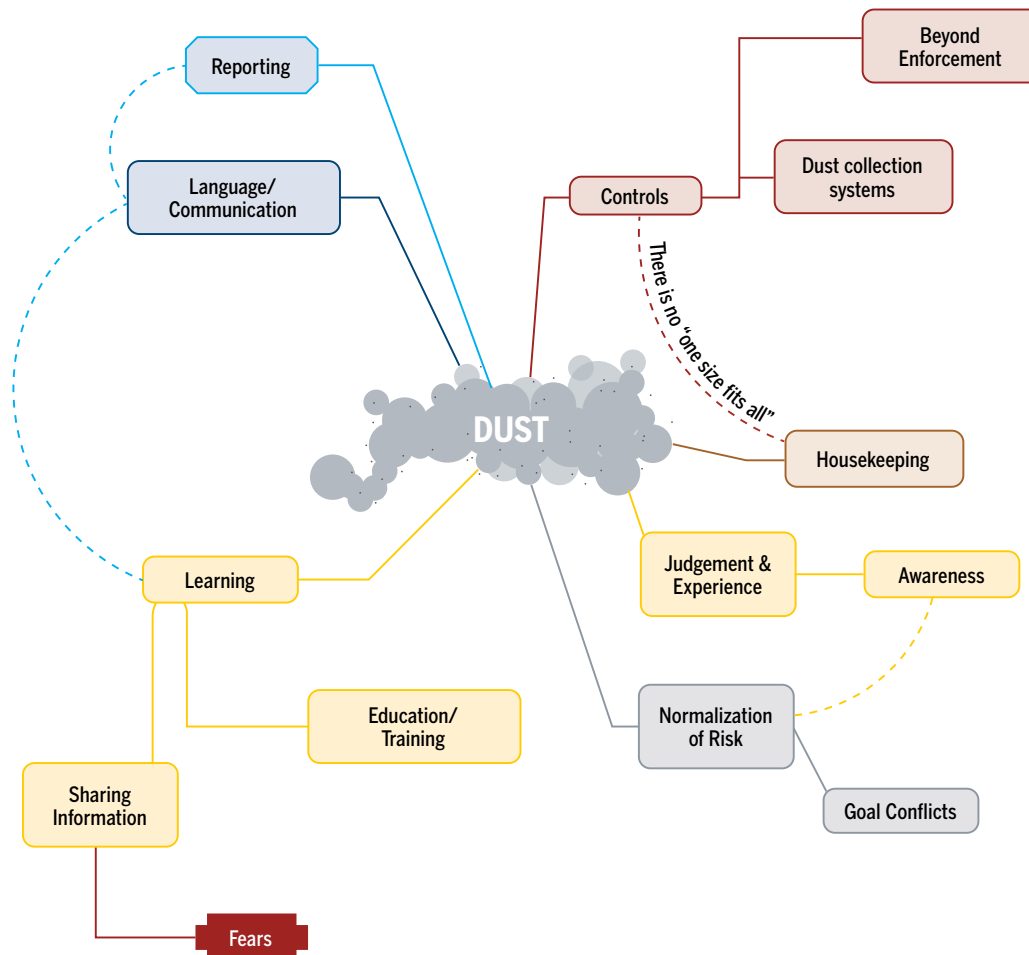 Reporting
Language/
Communication
Controls
Beyond
Enforcement
Dust collection
systems
There is no “one size fits all”
DUST
Housekeeping
Learning
Judgement &
Experience
Awareness
Education/
Training
Normalization
of Risk
Sharing
Information
Goal Conflicts
Fears